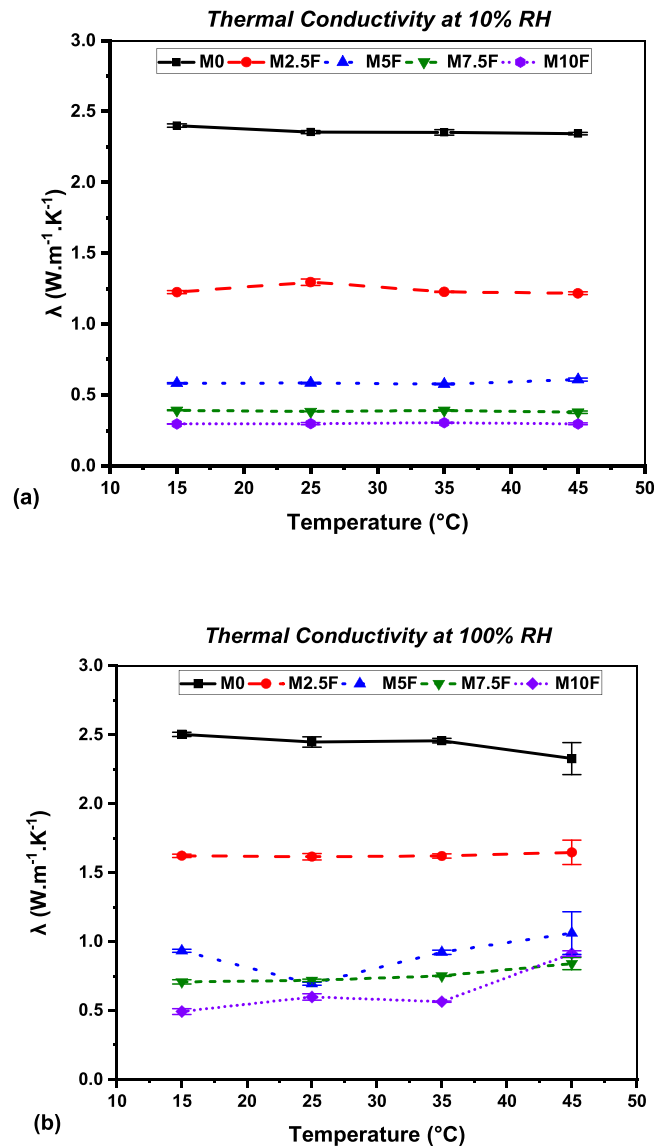 Thermal Conductivity at 10% RH
M0 M2.5F M5F M7.5F M10F
3.0
2.5
2.0
1.5
1.0
0.5
0.0
λ (W.m⁻¹.K⁻¹)
10 15 20 25 30 35 40 45 50
Temperature (°C)
(a)
Thermal Conductivity at 100% RH
M0 M2.5F M5F M7.5F M10F
3.0
2.5
2.0
1.5
1.0
0.5
0.0
λ (W.m⁻¹.K⁻¹)
10 15 20 25 30 35 40 45 50
Temperature (°C)
(b)